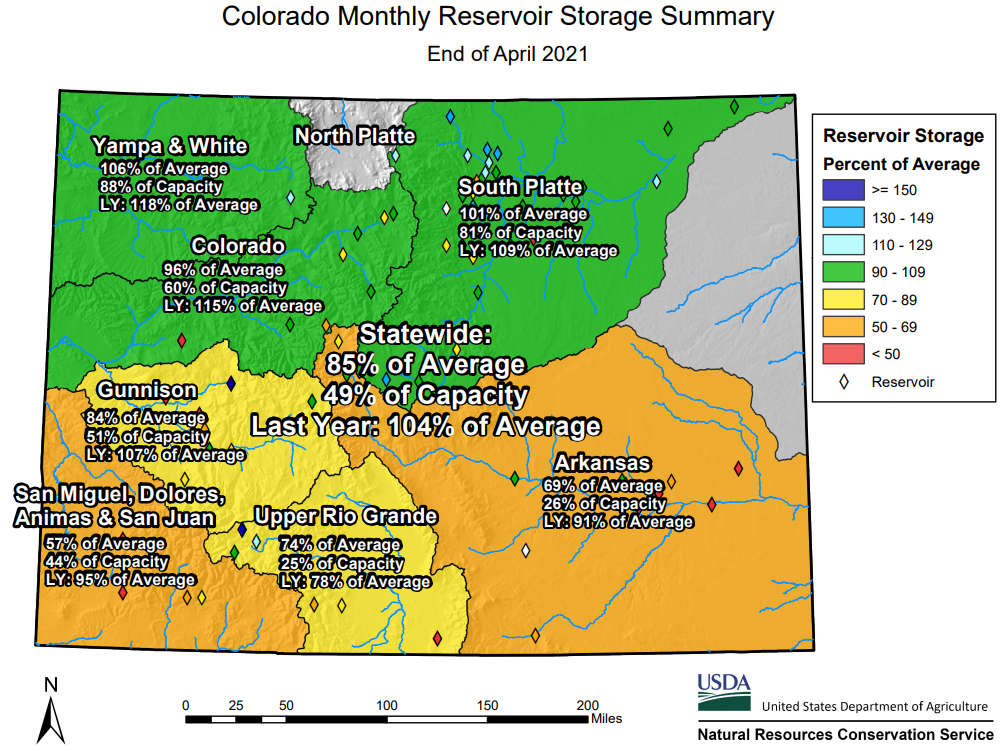 Colorado Monthly Reservoir Storage Summary
End of April 2021
North Platte
Yampa & White
106% of Average
88% of Capacity
LY: 118% of Average
South Platte
101% of Average
81% of Capacity
LY: 109% of Average
Colorado
96% of Average
60% of Capacity
LY: 115% of Average
Statewide:
85% of Average
49% of Capacity
Last Year: 104% of Average
Gunnison
84% of Average
51% of Capacity
LY: 107% of Average
Arkansas
69% of Average
26% of Capacity
LY: 91% of Average
San Miguel, Dolores,
Animas & San Juan
57% of Average
44% of Capacity
LY: 95% of Average
Upper Rio Grande
74% of Average
25% of Capacity
LY: 78% of Average
Reservoir Storage
Percent of Average
>= 150
130 - 149
110 - 129
90 - 109
70 - 89
50 - 69
< 50
Reservoir
N
0 25 50 100 150 200
Miles
USDA
United States Department of Agriculture
Natural Resources Conservation Service